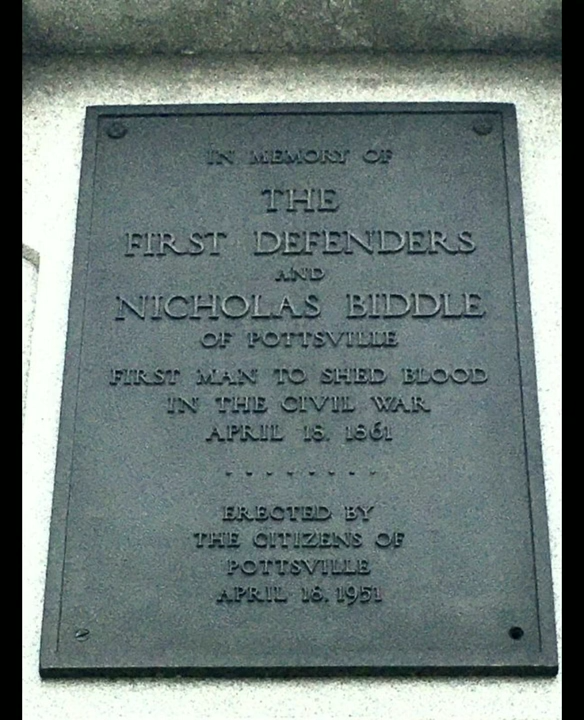 IN MEMORY OF
THE
FIRST DEFENDERS
AND
NICHOLAS BIDDLE
OF POTTSVILLE
FIRST MAN TO SHED BLOOD
IN THE CIVIL WAR
APRIL 18, 1861
ERECTED BY
THE CITIZENS OF
POTTSVILLE
APRIL 18, 1951